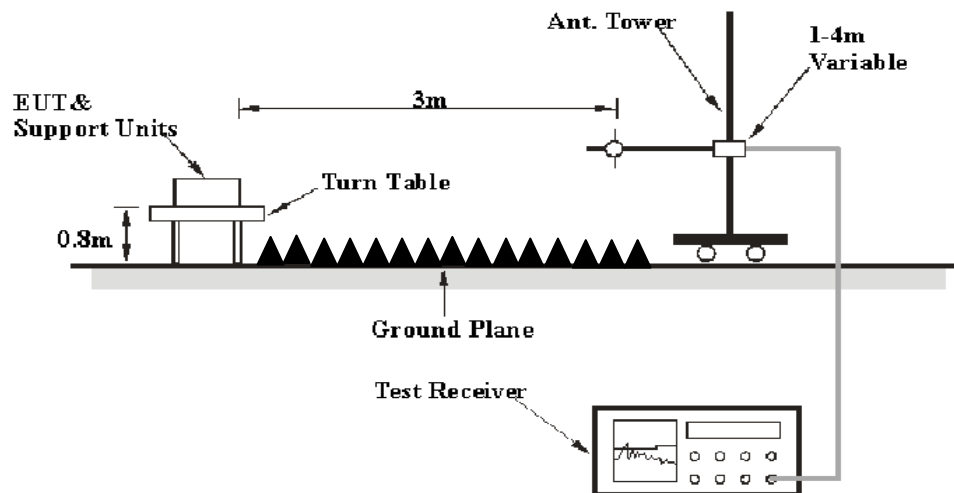 Ant. Tower
1-4m
Variable
EUT&
Support Units
3m
Turn Table
0.8m
Ground Plane
Test Receiver